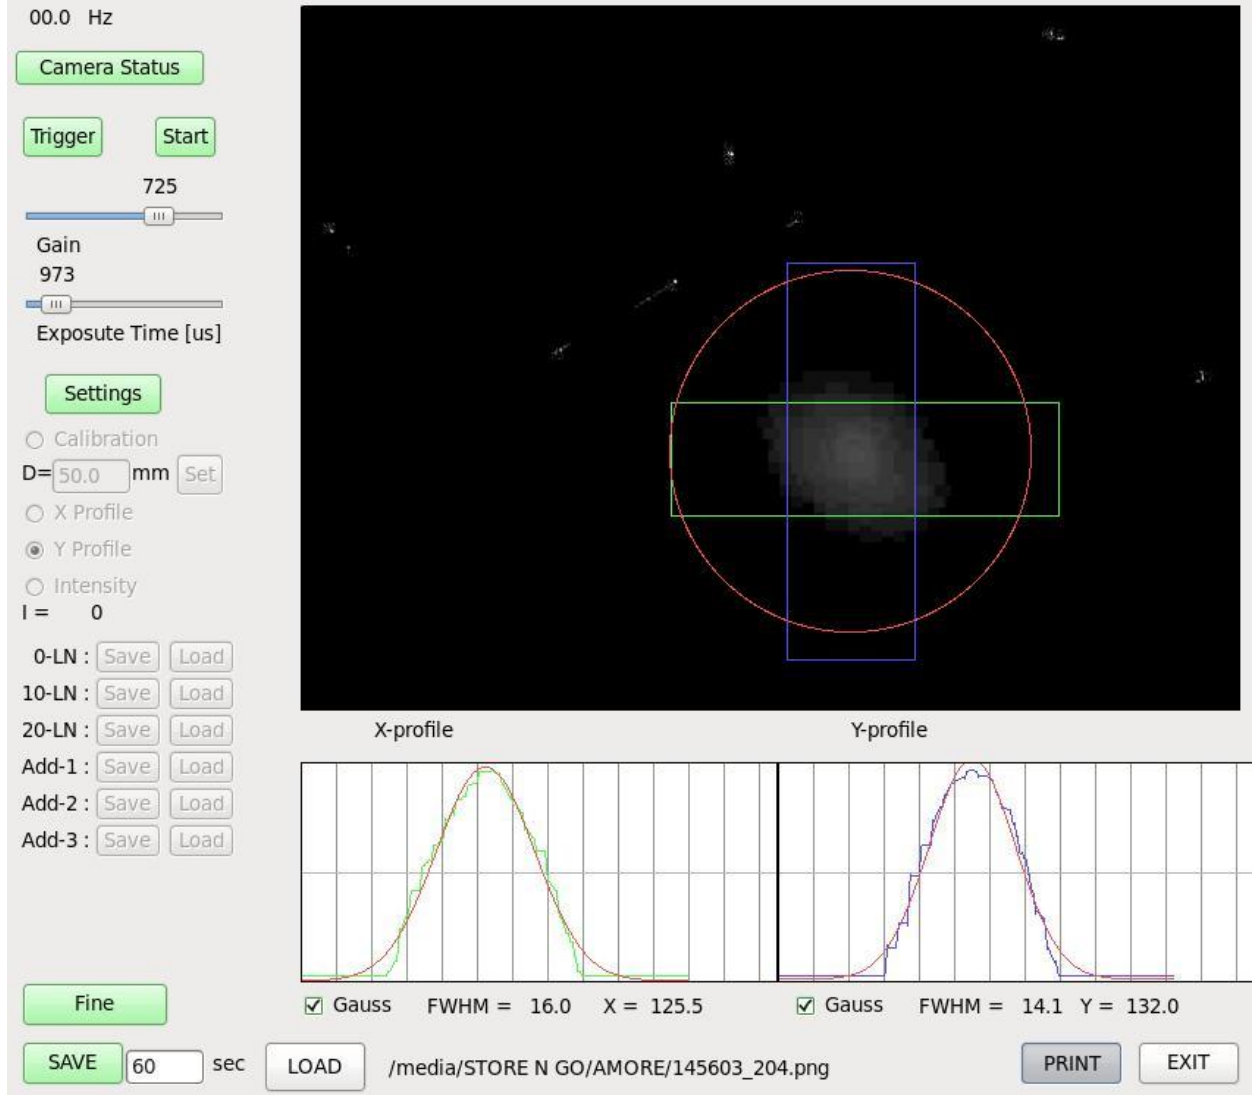 00.0 Hz
Camera Status
Trigger Start
725
Gain
973
Exposute Time [us]
Settings
Calibration
D= 50.0 mm Set
X Profile
Y Profile
Intensity
I = 0
0-LN : Save Load
10-LN : Save Load
20-LN : Save Load
Add-1 : Save Load
Add-2 : Save Load
Add-3 : Save Load
X-profile Y-profile
Fine
Gauss FWHM = 16.0 X = 125.5 Gauss FWHM = 14.1 Y = 132.0
SAVE 60 sec LOAD /media/STORE N GO/AMORE/145603_204.png PRINT EXIT